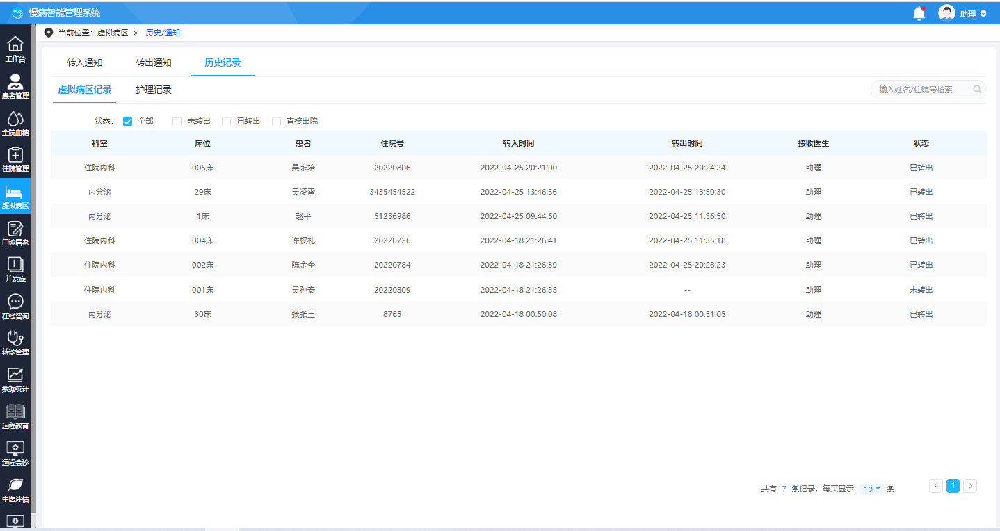 慢病智能管理系统
助理
当前位置：虚拟病区 > 历史/通知
工作台
患者管理
全院血糖
住院管理
虚拟病区
门诊居家
并发症
在线咨询
转诊管理
数据统计
远程教育
远程会诊
中医评估
转入通知 转出通知 历史记录
虚拟病区记录 护理记录
输入姓名/住院号检索
状态： 全部 未转出 已转出 直接出院
科室 床位 患者 住院号 转入时间 转出时间 接收医生 状态
住院内科 005床 吴永培 20220806 2022-04-25 20:21:00 2022-04-25 20:24:24 助理 已转出
内分泌 29床 吴凌霄 3435454522 2022-04-25 13:46:56 2022-04-25 13:50:30 助理 已转出
内分泌 1床 赵平 51236986 2022-04-25 09:44:50 2022-04-25 11:36:50 助理 已转出
住院内科 004床 许权礼 20220726 2022-04-18 21:26:41 2022-04-25 11:35:18 助理 已转出
住院内科 002床 陈金全 20220784 2022-04-18 21:26:39 2022-04-25 20:28:23 助理 已转出
住院内科 001床 吴孙安 20220809 2022-04-18 21:26:38 -- 助理 未转出
内分泌 30床 张张三 8765 2022-04-18 00:50:08 2022-04-18 00:51:05 助理 已转出
共有 7 条记录，每页显示 10 条 < 1 >